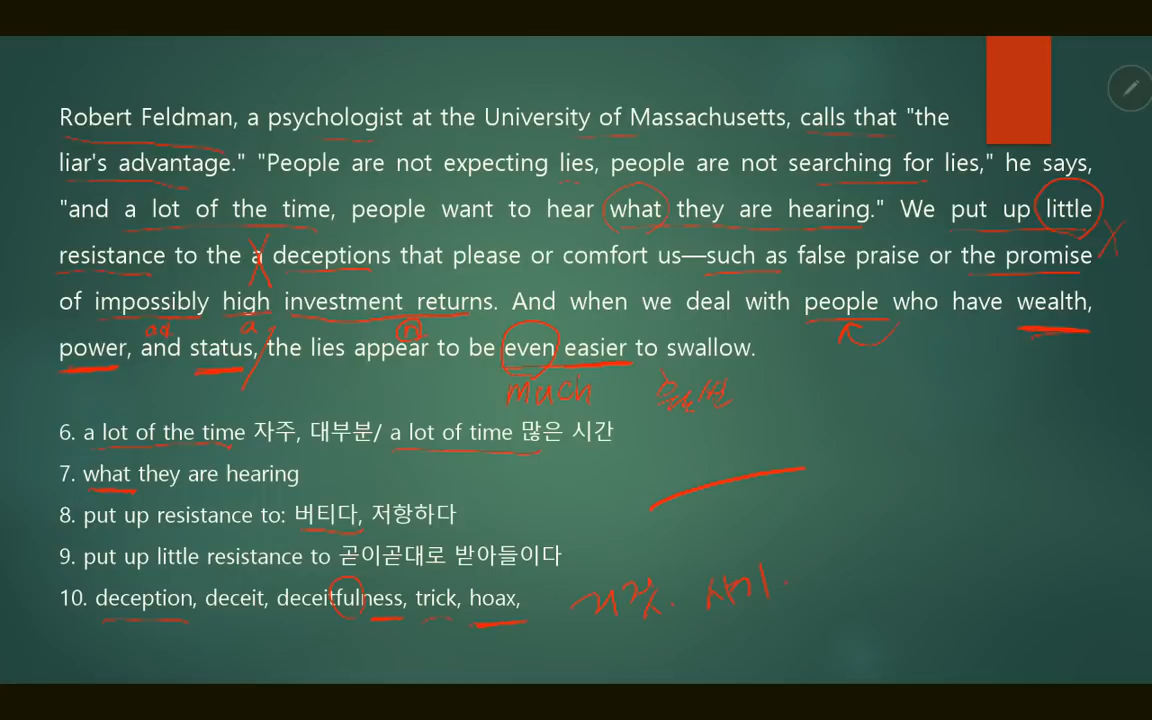 Robert Feldman, a psychologist at the University of Massachusetts, calls that "the
liar's advantage." "People are not expecting lies, people are not searching for lies," he says,
"and a lot of the time, people want to hear what they are hearing." We put up little
resistance to the a deceptions that please or comfort us—such as false praise or the promise
of impossibly high investment returns. And when we deal with people who have wealth,
ad a n
power, and status, the lies appear to be even easier to swallow.
much 훨씬
6. a lot of the time 자주, 대부분/ a lot of time 많은 시간
7. what they are hearing
8. put up resistance to: 버티다, 저항하다
9. put up little resistance to 곧이곧대로 받아들이다
10. deception, deceit, deceitfulness, trick, hoax, 거짓. 사기.